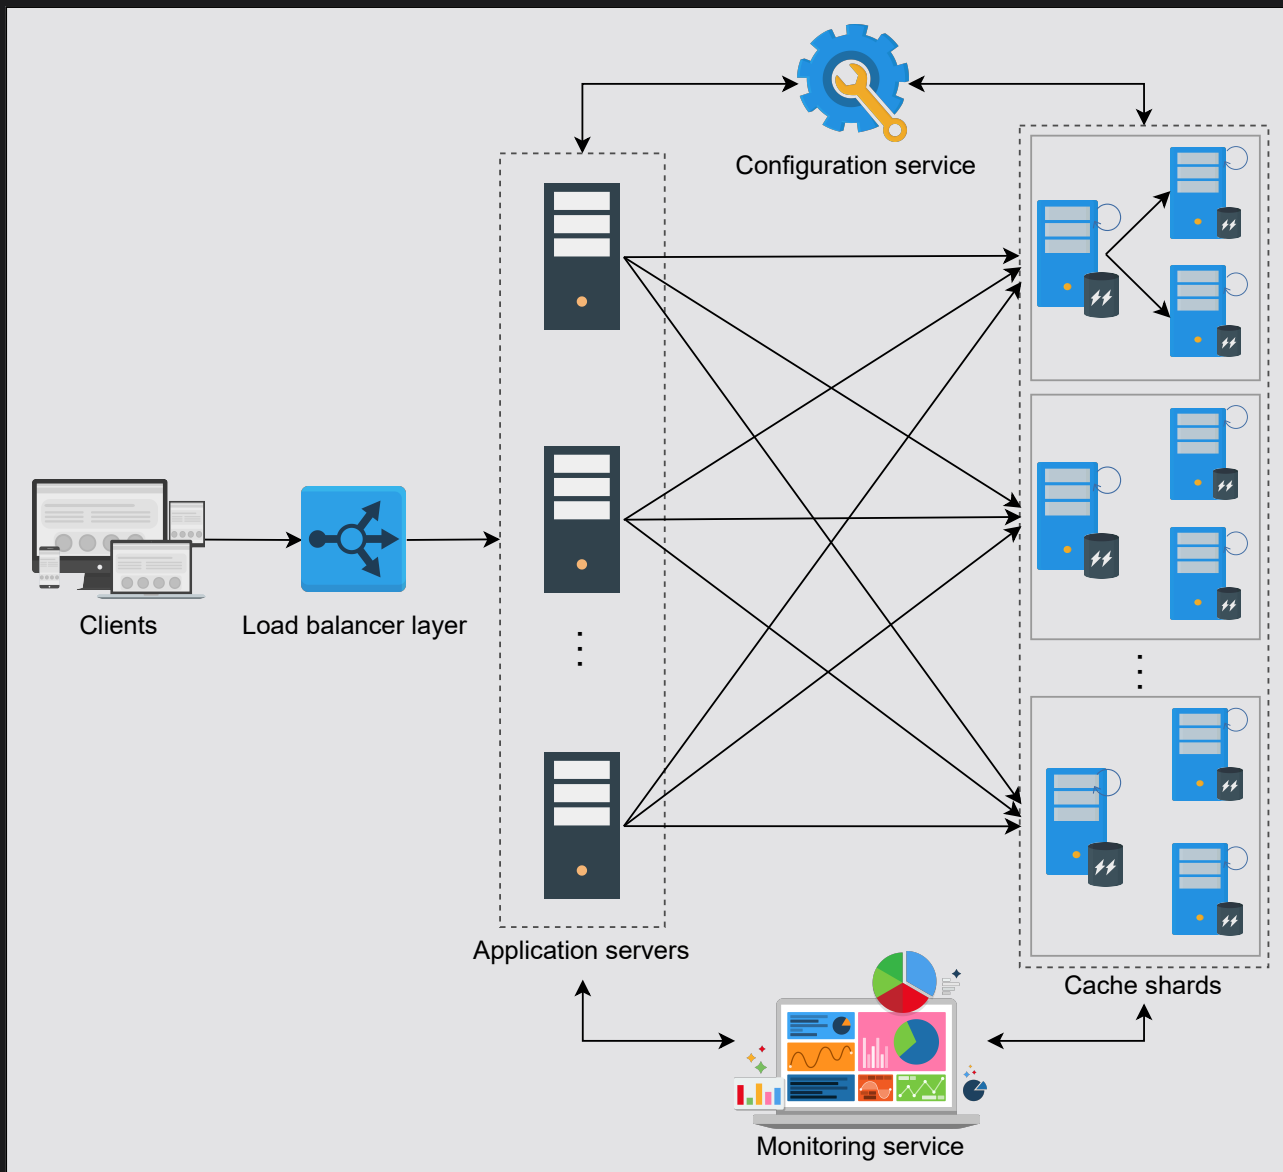 Configuration service
Clients
Load balancer layer
Application servers
Cache shards
Monitoring service